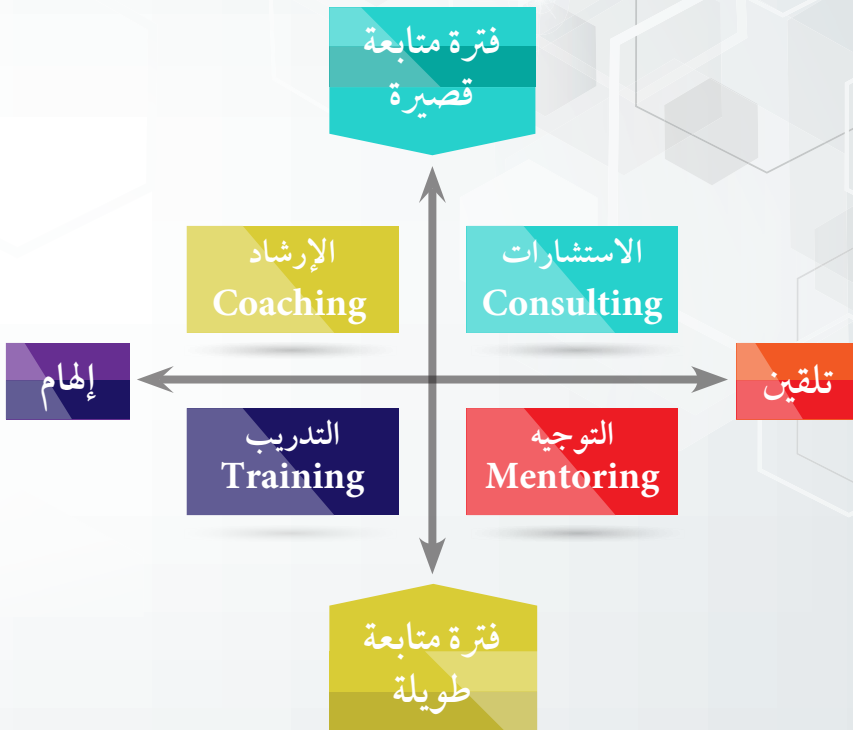 فترة متابعة
قصيرة
الاستشارات
Consulting
الإرشاد
Coaching
تلقين
إلهام
التوجيه
Mentoring
التدريب
Training
فترة متابعة
طويلة